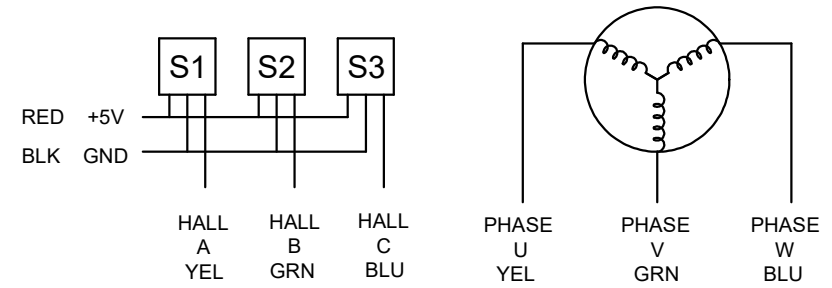 S1 S2 S3
RED +5V
BLK GND
HALL HALL HALL PHASE PHASE PHASE
A B C U V W
YEL GRN BLU YEL GRN BLU